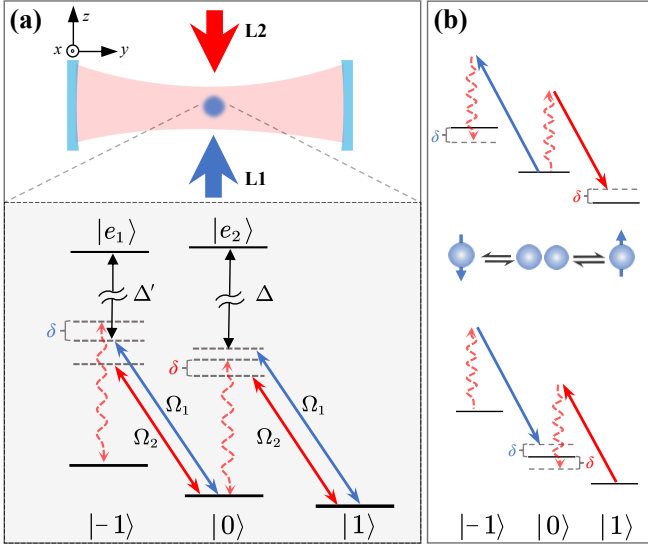 (a)
z
x
y
L2
L1
|e₁⟩
|e₂⟩
Δ′
Δ
δ
δ
Ω₁
Ω₁
Ω₂
Ω₂
|−1⟩
|0⟩
|1⟩
(b)
δ
δ
δ
δ
|−1⟩
|0⟩
|1⟩